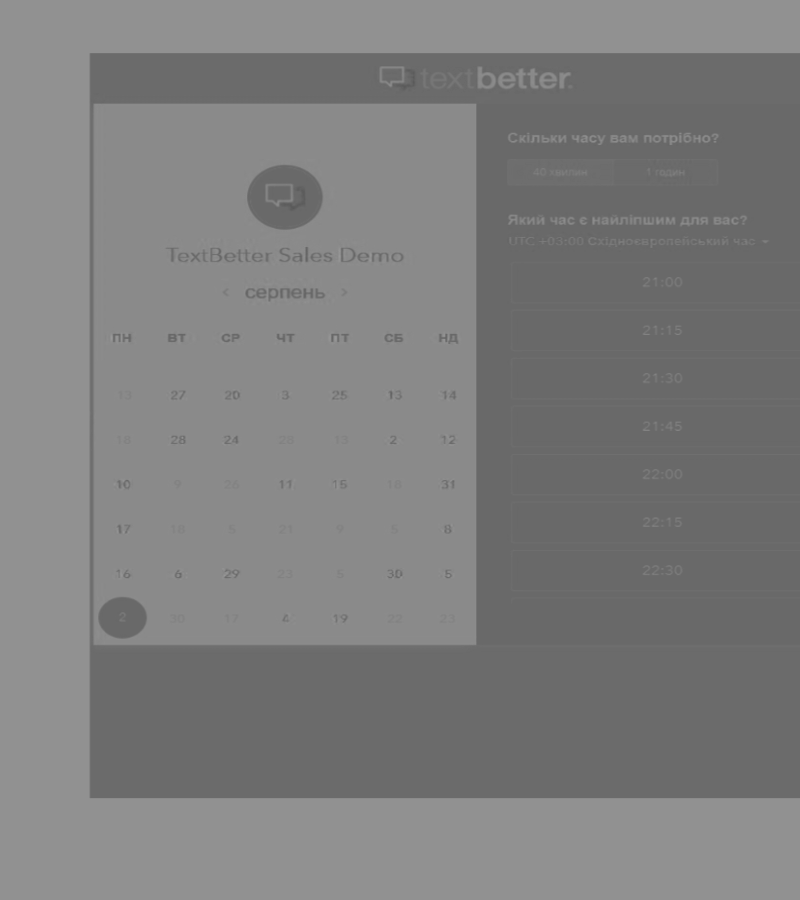 textbetter.
TextBetter Sales Demo
< серпень >
ПН ВТ СР ЧТ ПТ СБ НД
13 27 20 3 25 13 14
18 28 24 13 2 12
10 9 26 11 15 18 31
17 18 5 21 9 5 8
16 6 29 23 5 30 5
2 30 17 4 19 22 23
Скільки часу вам потрібно?
40 хвилин 1 годин
Який час є найліпшим для вас?
UTC +03:00 Східноєвропейський час
21:00
21:15
21:30
21:45
22:00
22:15
22:30